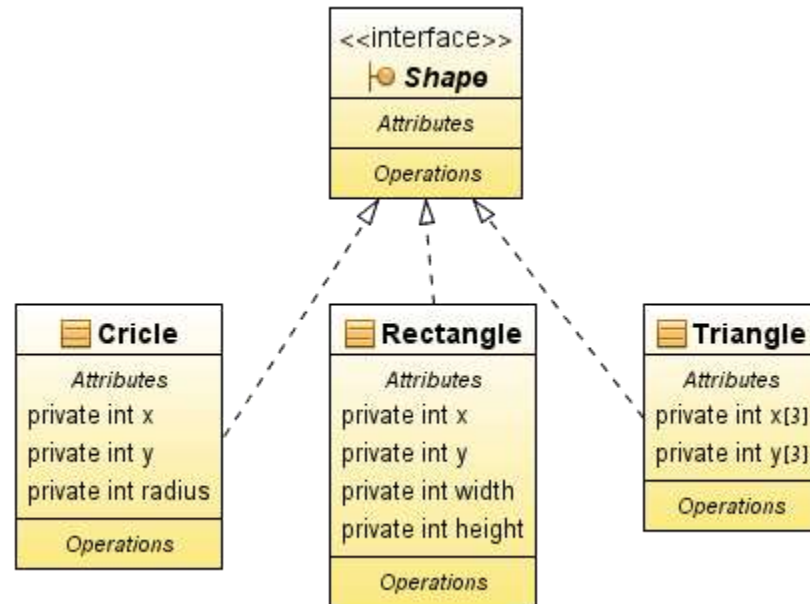 <<interface>>
Shape
Attributes
Operations
Cricle
Attributes
private int x
private int y
private int radius
Operations
Rectangle
Attributes
private int x
private int y
private int width
private int height
Operations
Triangle
Attributes
private int x[3]
private int y[3]
Operations